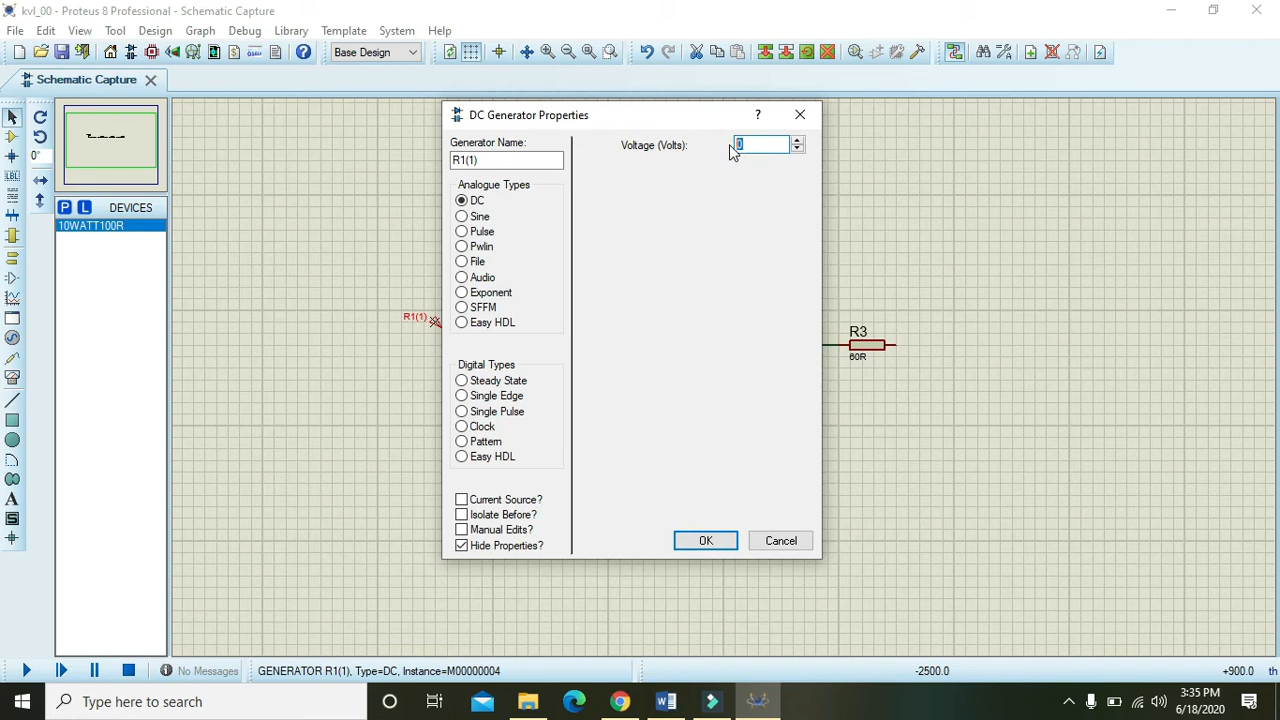 kvl_00 - Proteus 8 Professional - Schematic Capture
File Edit View Tool Design Graph Debug Library Template System Help
Base Design
Schematic Capture
DC Generator Properties
?
Generator Name:
R1(1)
Voltage (Volts):
0
Analogue Types
DC
Sine
Pulse
Pwlin
File
Audio
Exponent
SFFM
Easy HDL
Digital Types
Steady State
Single Edge
Single Pulse
Clock
Pattern
Easy HDL
Current Source?
Isolate Before?
Manual Edits?
Hide Properties?
OK Cancel
0°
P L DEVICES
10WATT100R
LBL
A
S
R1(1)
R3
60R
No Messages
GENERATOR R1(1), Type=DC, Instance=M00000004
-2500.0 +900.0 th
Type here to search
3:35 PM
6/18/2020